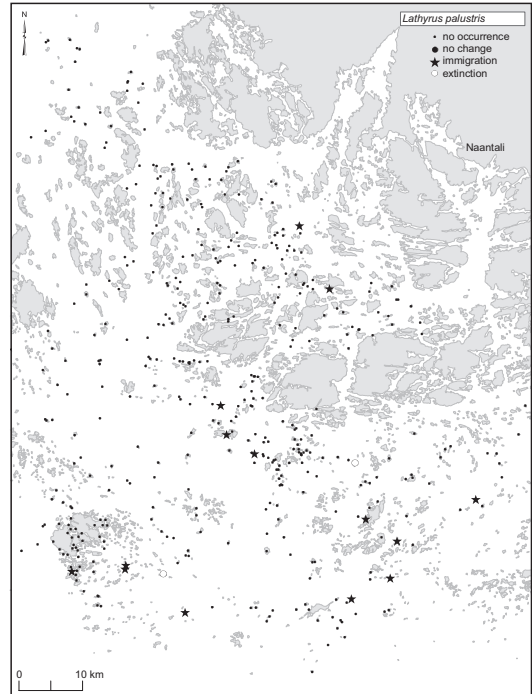 N
Lathyrus palustris
no occurrence
no change
immigration
extinction
Naantali
0 10 km